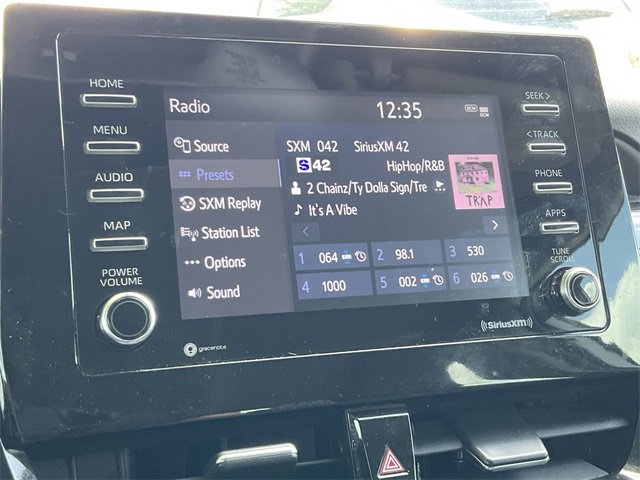 HOME
MENU
AUDIO
MAP
POWER
VOLUME
Radio
12:35
Source
Presets
SXM Replay
Station List
Options
Sound
SXM 042 SiriusXM 42
S 42
HipHop/R&B
2 Chainz/Ty Dolla Sign/Tre
It's A Vibe
TRAP
1 064
2 98.1
3 530
4 1000
5 002
6 026
SEEK >
< TRACK
PHONE
APPS
TUNE
SCROLL
gracenote
SiriusXM